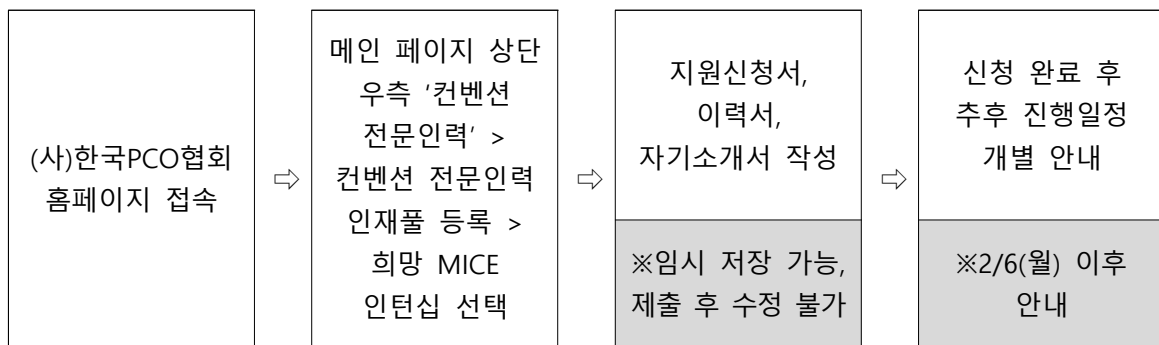 (사)한국PCO협회
홈페이지 접속
⇨
메인 페이지 상단
우측 '컨벤션
전문인력' >
컨벤션 전문인력
인재풀 등록 >
희망 MICE
인턴십 선택
⇨
지원신청서,
이력서,
자기소개서 작성
※임시 저장 가능,
제출 후 수정 불가
⇨
신청 완료 후
추후 진행일정
개별 안내
※2/6(월) 이후
안내